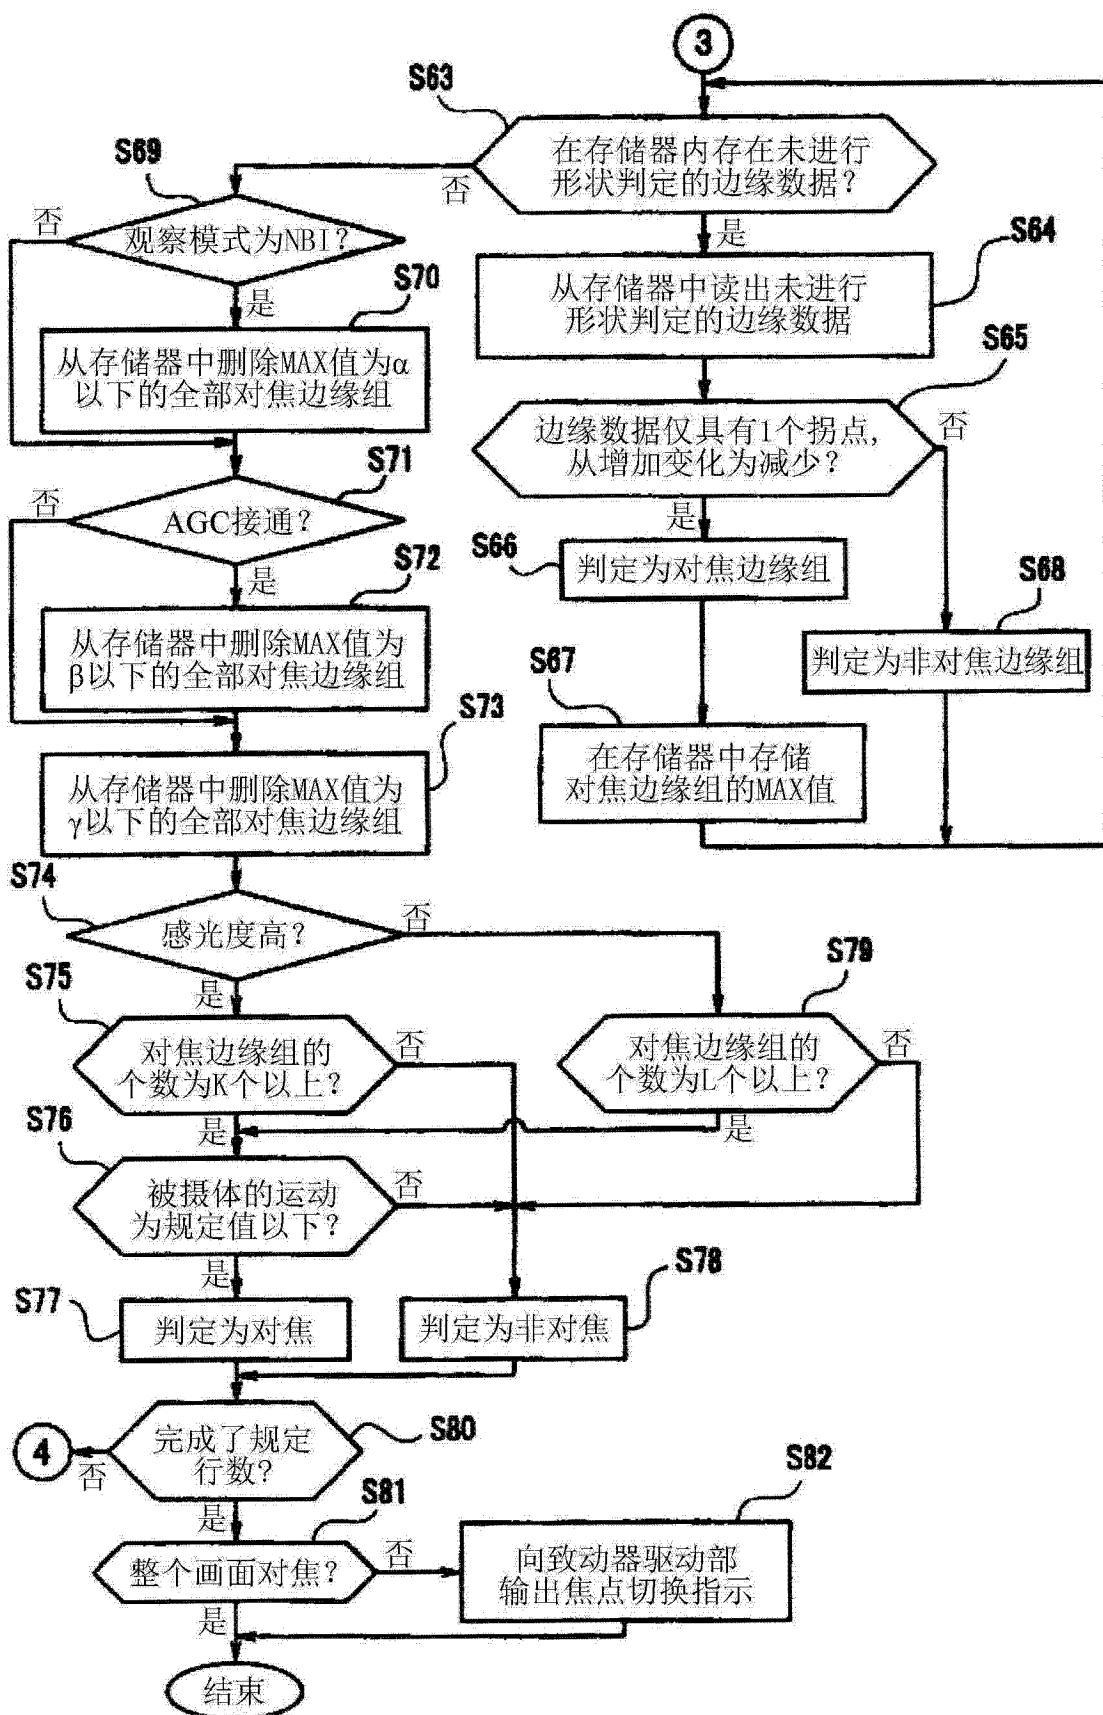 3
S63
在存储器内存在未进行
形状判定的边缘数据?
否
是
S69
观察模式为NBI?
否
是
S64
从存储器中读出未进行
形状判定的边缘数据
S70
从存储器中删除MAX值为α
以下的全部对焦边缘组
S65
边缘数据仅具有1个拐点,
从增加变化为减少?
否
是
S71
AGC接通?
否
是
S66
判定为对焦边缘组
S68
判定为非对焦边缘组
S72
从存储器中删除MAX值为
β以下的全部对焦边缘组
S67
在存储器中存储
对焦边缘组的MAX值
S73
从存储器中删除MAX值为
γ以下的全部对焦边缘组
S74
感光度高?
否
是
S75
对焦边缘组的
个数为K个以上?
否
是
S79
对焦边缘组的
个数为L个以上?
否
是
S76
被摄体的运动
为规定值以下?
否
是
S77
判定为对焦
S78
判定为非对焦
S80
完成了规定
行数?
4
否
是
S81
整个画面对焦?
否
是
S82
向致动器驱动部
输出焦点切换指示
结束